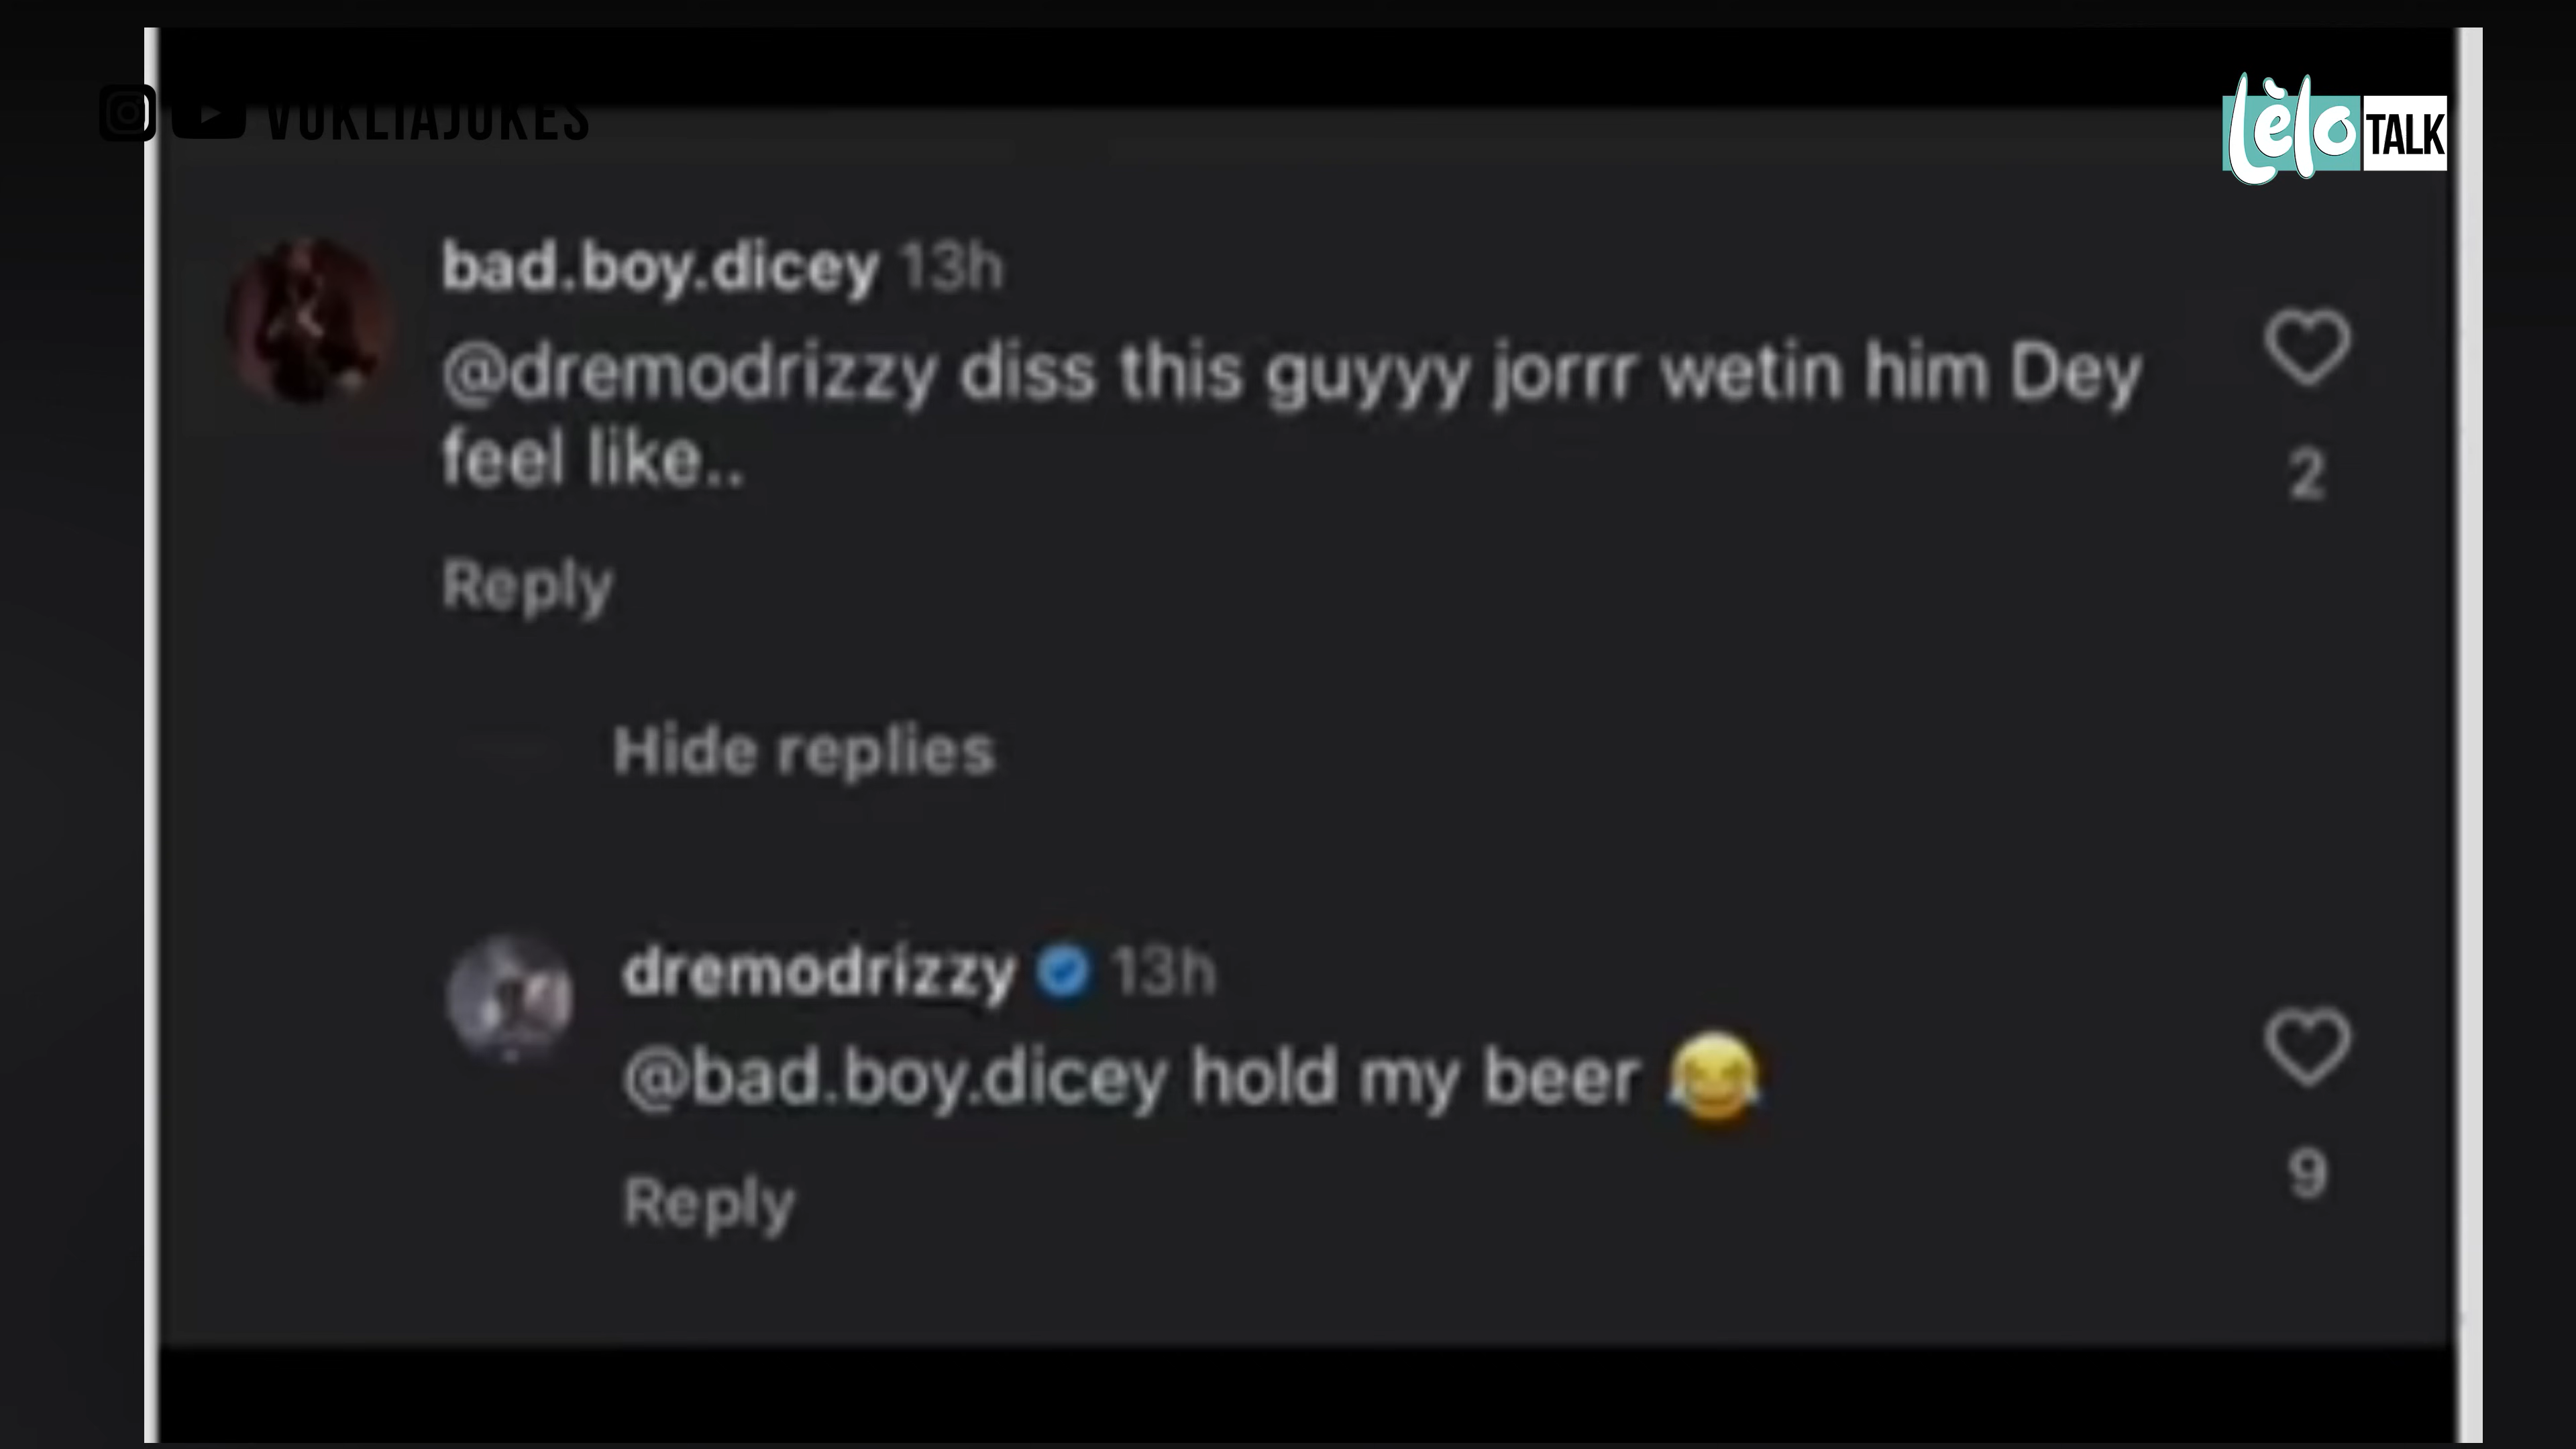 VOKLIAJOKES
Lèlo TALK
bad.boy.dicey 13h
@dremodrizzy diss this guyyy jorrr wetin him Dey
feel like..
2
Reply
Hide replies
dremodrizzy 13h
@bad.boy.dicey hold my beer 😂
9
Reply